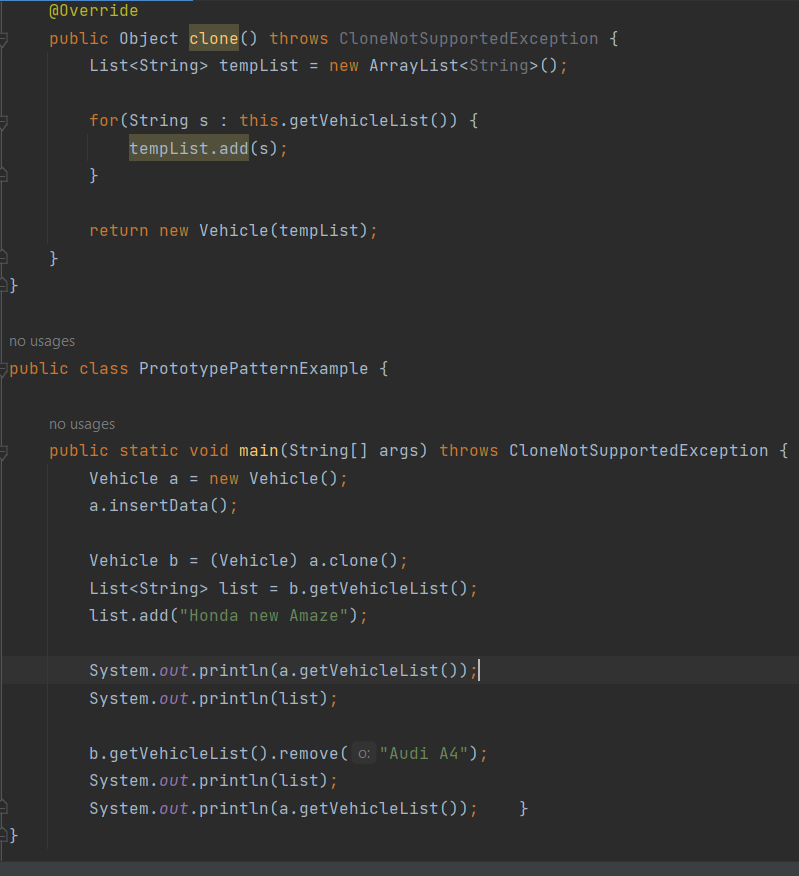 @Override
public Object clone() throws CloneNotSupportedException {
List<String> tempList = new ArrayList<String>();
for(String s : this.getVehicleList()) {
tempList.add(s);
}
return new Vehicle(tempList);
}
}
no usages
public class PrototypePatternExample {
no usages
public static void main(String[] args) throws CloneNotSupportedException {
Vehicle a = new Vehicle();
a.insertData();
Vehicle b = (Vehicle) a.clone();
List<String> list = b.getVehicleList();
list.add("Honda new Amaze");
System.out.println(a.getVehicleList());
System.out.println(list);
b.getVehicleList().remove( o: "Audi A4");
System.out.println(list);
System.out.println(a.getVehicleList());    }
}